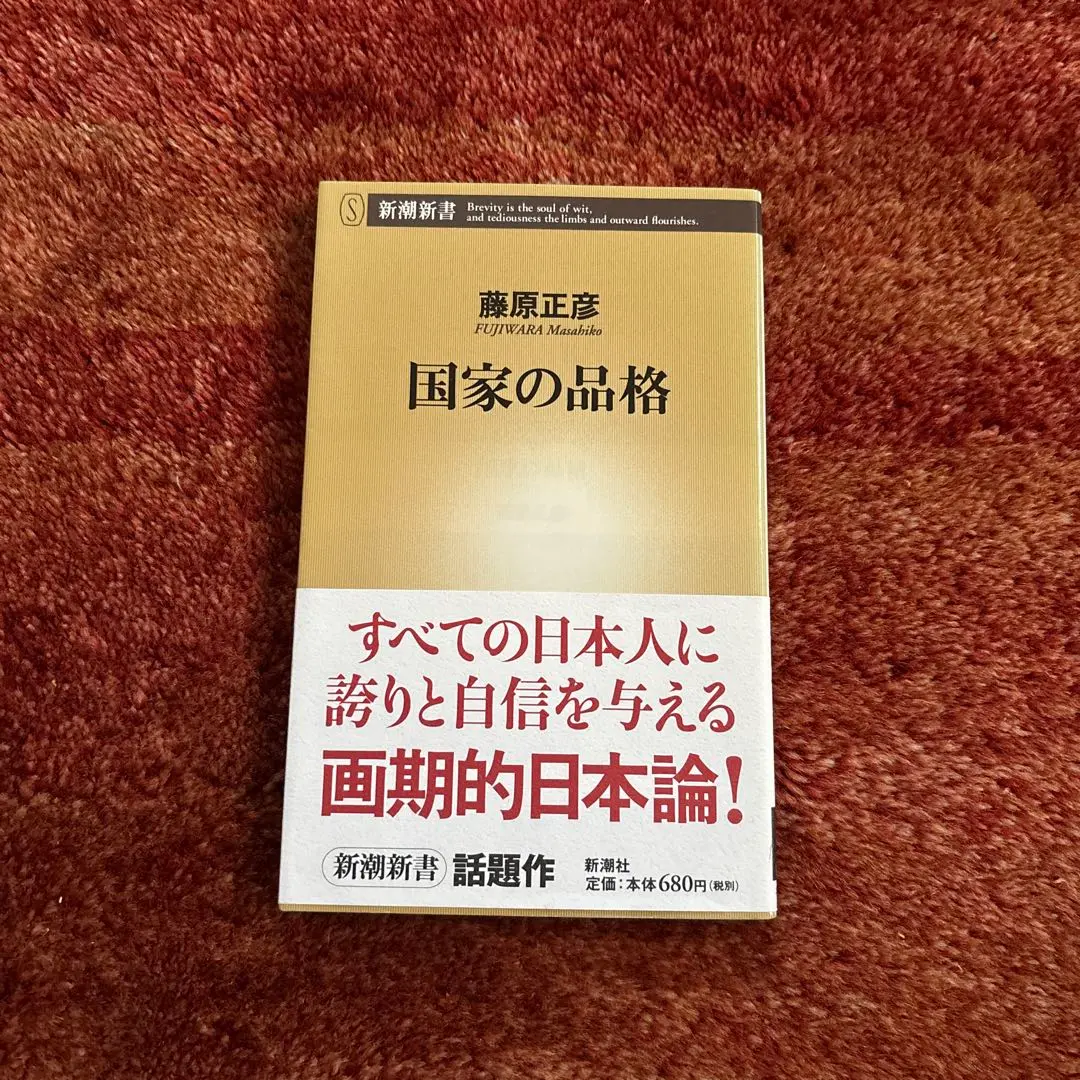 S 新潮新書 Brevity is the soul of wit,
and tediousness the limbs and outward flourishes.
藤原正彦
FUJIWARA Masahiko
国家の品格
すべての日本人に
誇りと自信を与える
画期的日本論!
新潮新書 話題作
新潮社
定価:本体680円(税別)